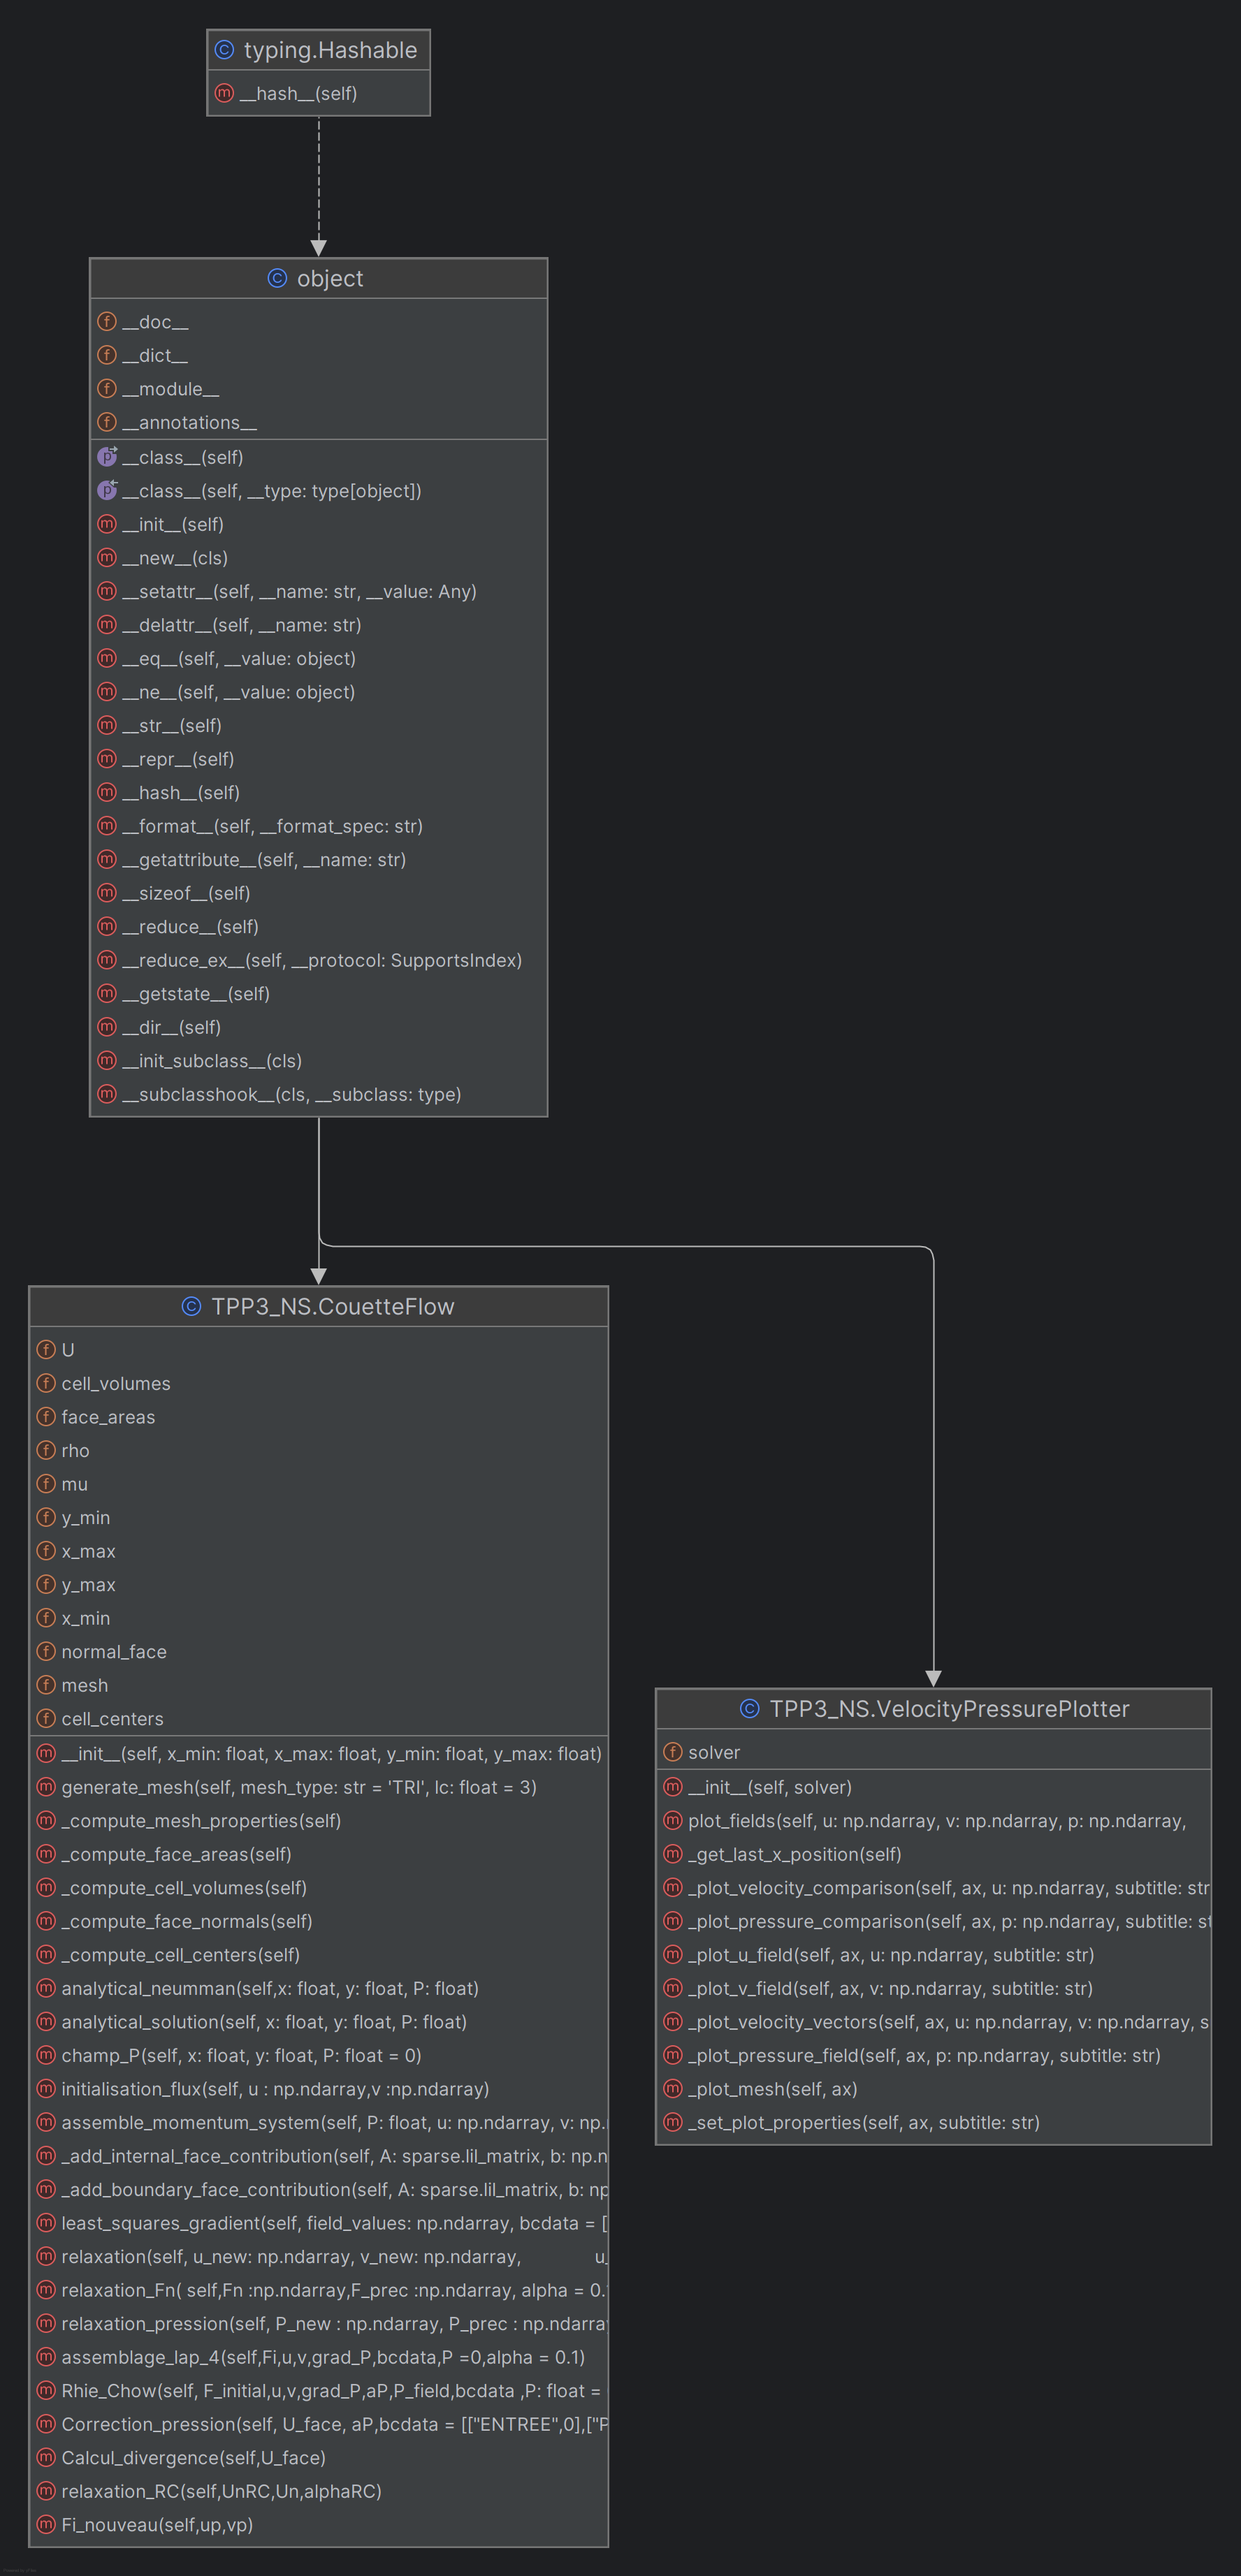 typing.Hashable
__hash__(self)
object
__doc__
__dict__
__module__
__annotations__
__class__(self)
__class__(self, __type: type[object])
__init__(self)
__new__(cls)
__setattr__(self, __name: str, __value: Any)
__delattr__(self, __name: str)
__eq__(self, __value: object)
__ne__(self, __value: object)
__str__(self)
__repr__(self)
__hash__(self)
__format__(self, __format_spec: str)
__getattribute__(self, __name: str)
__sizeof__(self)
__reduce__(self)
__reduce_ex__(self, __protocol: SupportsIndex)
__getstate__(self)
__dir__(self)
__init_subclass__(cls)
__subclasshook__(cls, __subclass: type)
TPP3_NS.CouetteFlow
U
cell_volumes
face_areas
rho
mu
y_min
x_max
y_max
x_min
normal_face
mesh
cell_centers
__init__(self, x_min: float, x_max: float, y_min: float, y_max: float)
generate_mesh(self, mesh_type: str = 'TRI', lc: float = 3)
_compute_mesh_properties(self)
_compute_face_areas(self)
_compute_cell_volumes(self)
_compute_face_normals(self)
_compute_cell_centers(self)
analytical_neumman(self,x: float, y: float, P: float)
analytical_solution(self, x: float, y: float, P: float)
champ_P(self, x: float, y: float, P: float = 0)
initialisation_flux(self, u : np.ndarray,v :np.ndarray)
assemble_momentum_system(self, P: float, u: np.ndarray, v: np.
_add_internal_face_contribution(self, A: sparse.lil_matrix, b: np.n
_add_boundary_face_contribution(self, A: sparse.lil_matrix, b: np
least_squares_gradient(self, field_values: np.ndarray, bcdata = [
relaxation(self, u_new: np.ndarray, v_new: np.ndarray, u_
relaxation_Fn( self,Fn :np.ndarray,F_prec :np.ndarray, alpha = 0.
relaxation_pression(self, P_new : np.ndarray, P_prec : np.ndarra
assemblage_lap_4(self,Fi,u,v,grad_P,bcdata,P =0,alpha = 0.1)
Rhie_Chow(self, F_initial,u,v,grad_P,aP,P_field,bcdata ,P: float =
Correction_pression(self, U_face, aP,bcdata = [["ENTREE",0],["P
Calcul_divergence(self,U_face)
relaxation_RC(self,UnRC,Un,alphaRC)
Fi_nouveau(self,up,vp)
TPP3_NS.VelocityPressurePlotter
solver
__init__(self, solver)
plot_fields(self, u: np.ndarray, v: np.ndarray, p: np.ndarray,
_get_last_x_position(self)
_plot_velocity_comparison(self, ax, u: np.ndarray, subtitle: str
_plot_pressure_comparison(self, ax, p: np.ndarray, subtitle: st
_plot_u_field(self, ax, u: np.ndarray, subtitle: str)
_plot_v_field(self, ax, v: np.ndarray, subtitle: str)
_plot_velocity_vectors(self, ax, u: np.ndarray, v: np.ndarray, s
_plot_pressure_field(self, ax, p: np.ndarray, subtitle: str)
_plot_mesh(self, ax)
_set_plot_properties(self, ax, subtitle: str)